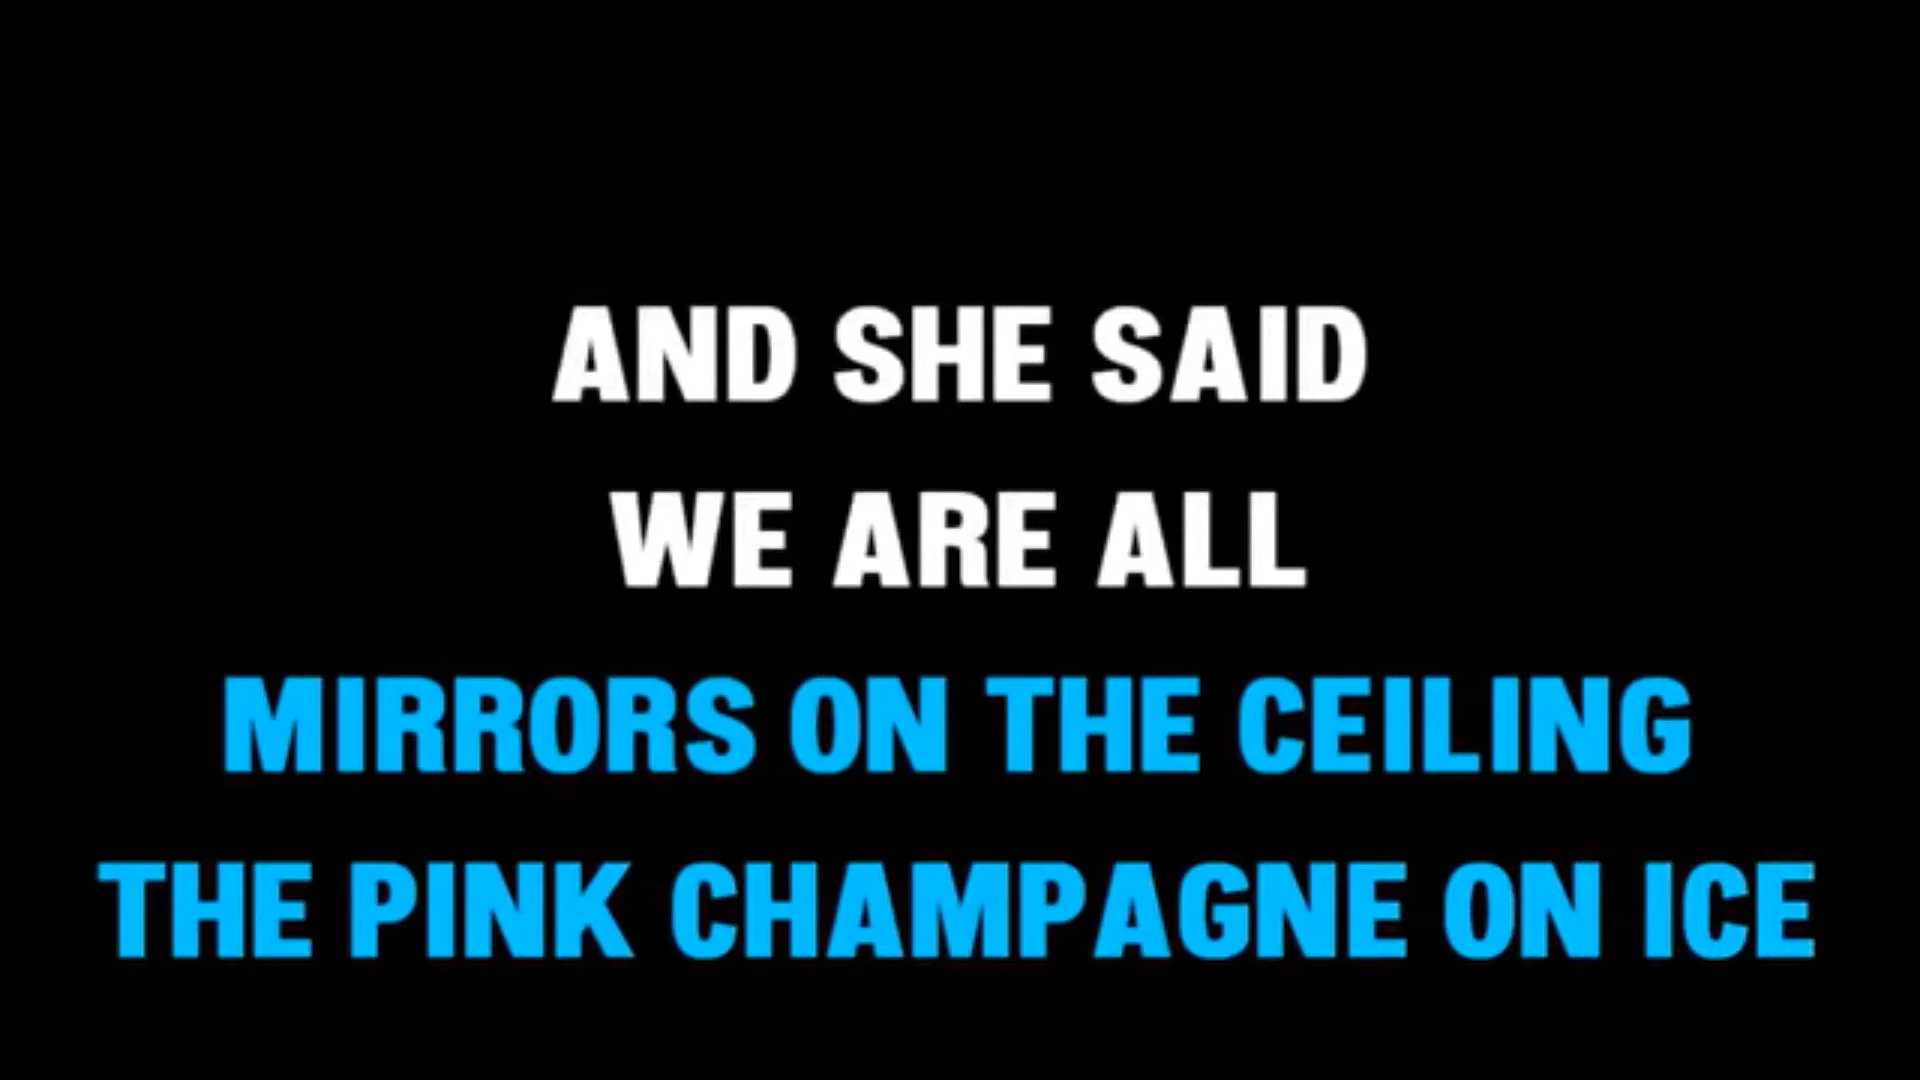 AND SHE SAID
WE ARE ALL
MIRRORS ON THE CEILING
THE PINK CHAMPAGNE ON ICE